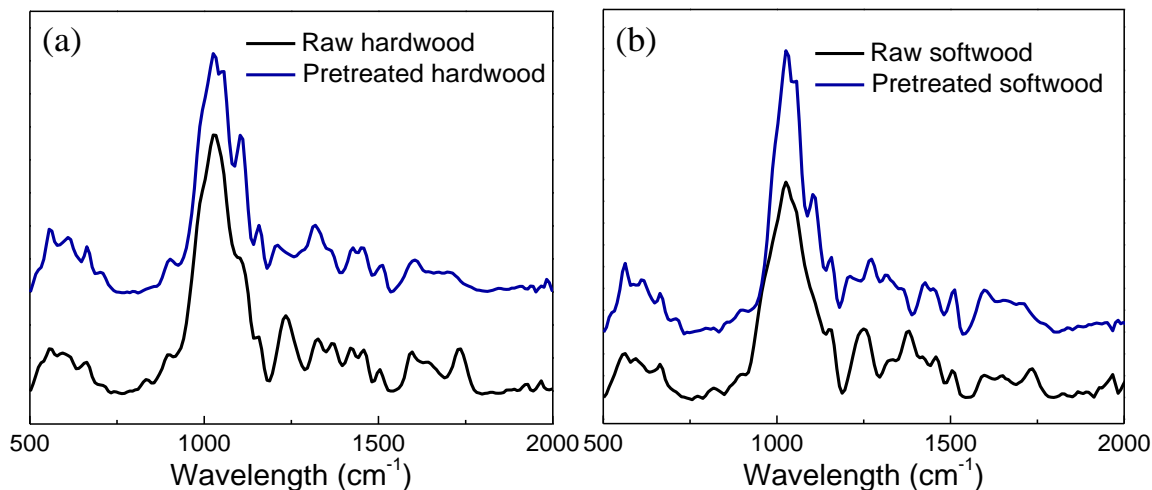 (a)
Raw hardwood
Pretreated hardwood
500 1000 1500 2000
Wavelength (cm⁻¹)
(b)
Raw softwood
Pretreated softwood
500 1000 1500 2000
Wavelength (cm⁻¹)